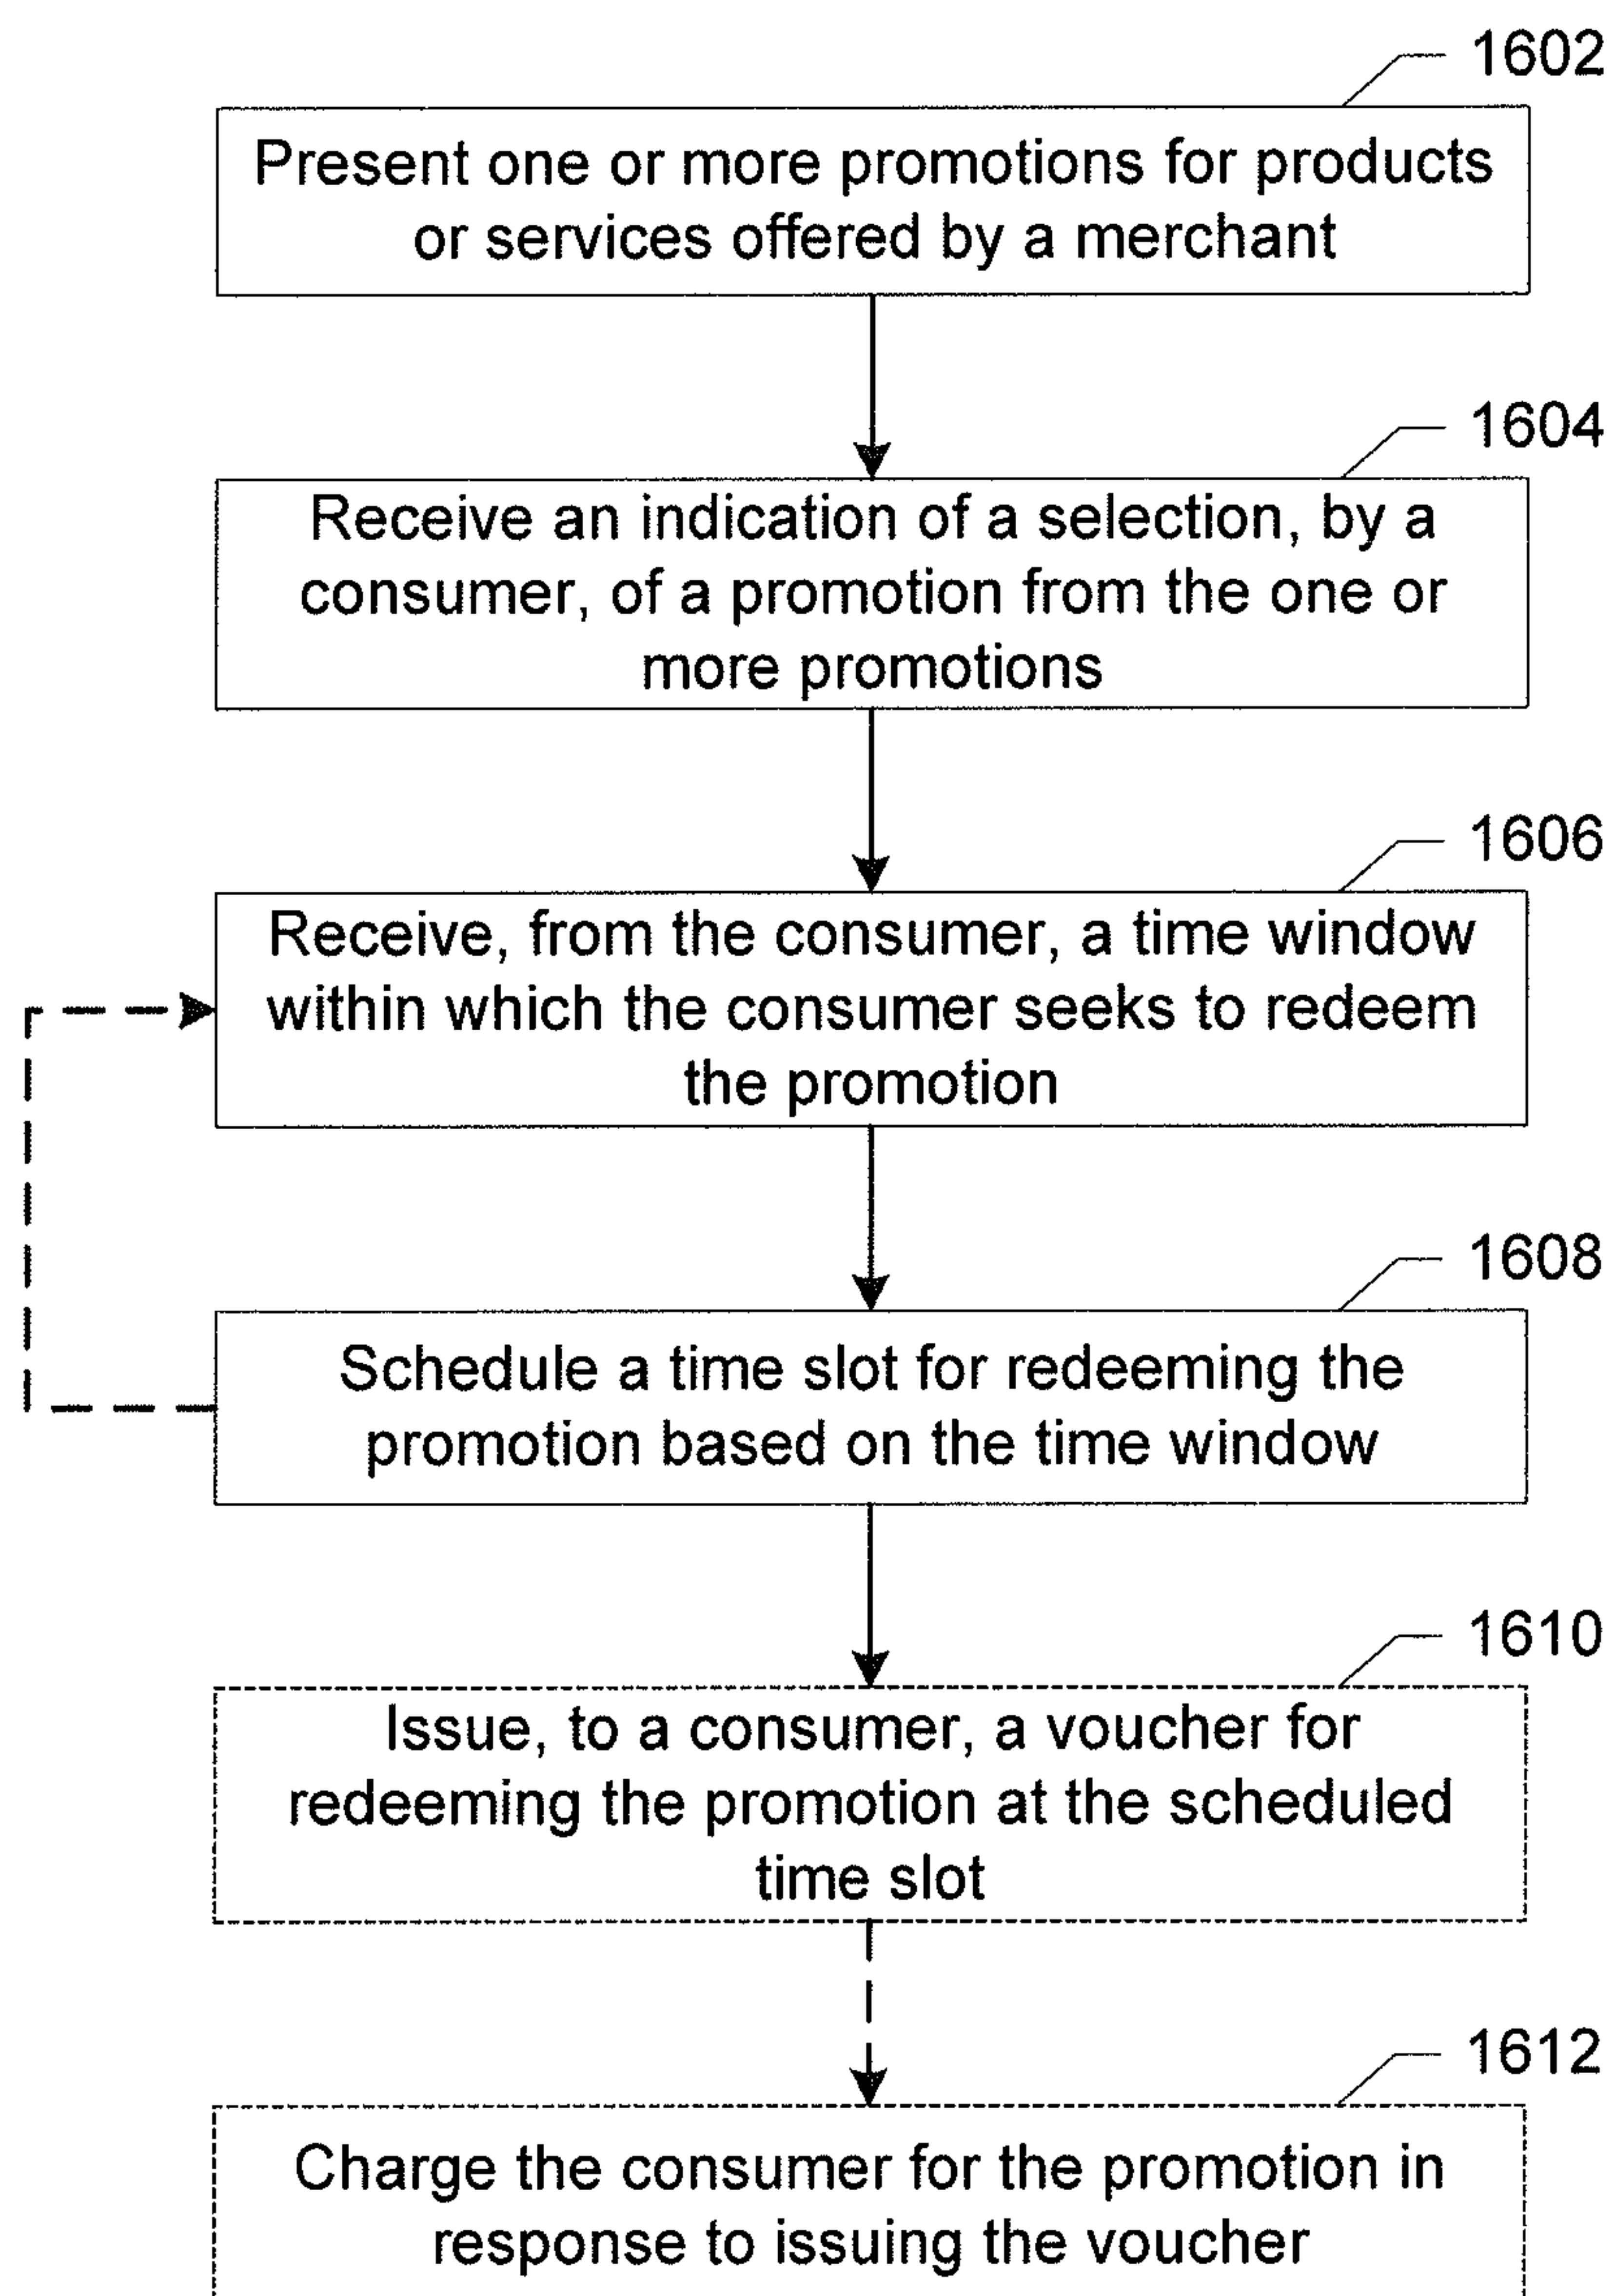 1602
Present one or more promotions for products
or services offered by a merchant
1604
Receive an indication of a selection, by a
consumer, of a promotion from the one or
more promotions
1606
Receive, from the consumer, a time window
within which the consumer seeks to redeem
the promotion
1608
Schedule a time slot for redeeming the
promotion based on the time window
1610
Issue, to a consumer, a voucher for
redeeming the promotion at the scheduled
time slot
1612
Charge the consumer for the promotion in
response to issuing the voucher